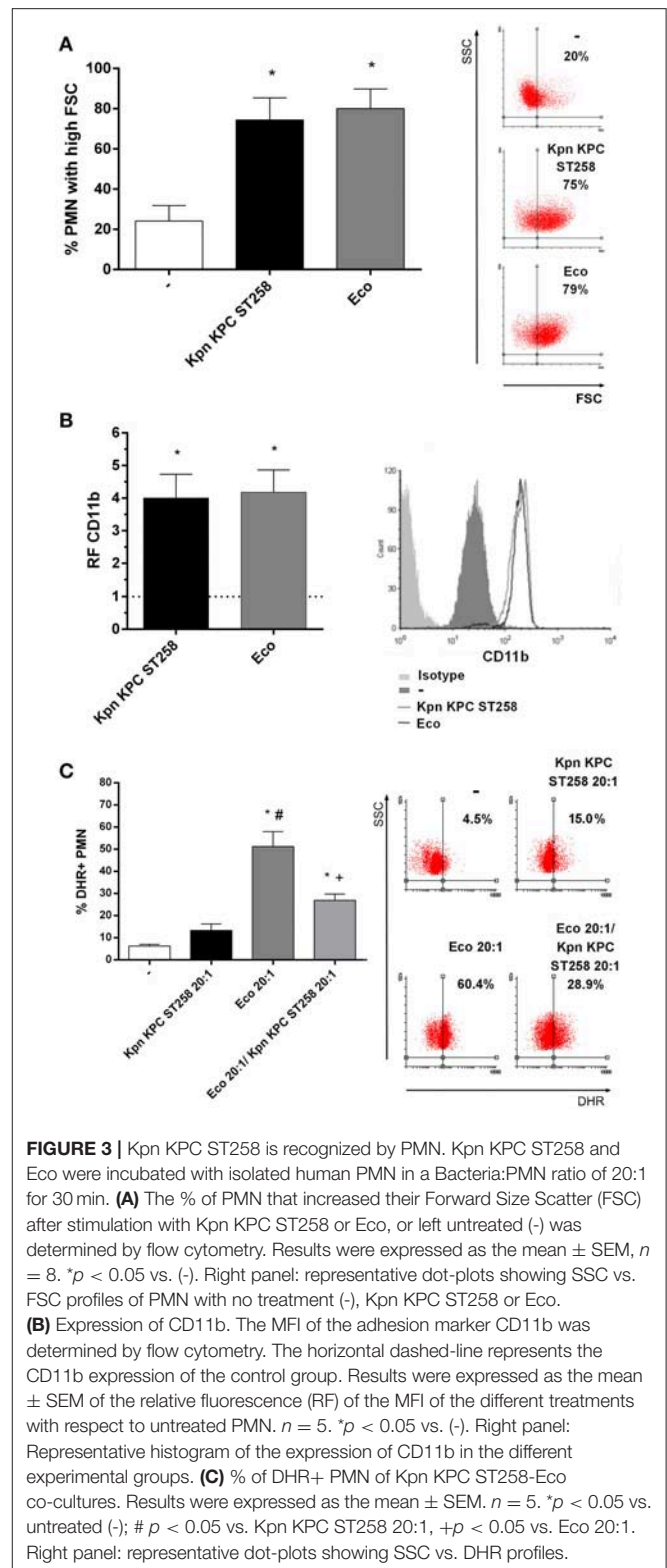 A
% PMN with high FSC
100
80
60
40
20
0
*
*
-
Kpn KPC ST258
Eco
SSC
-
20%
Kpn KPC
ST258
75%
Eco
79%
FSC
B
RF CD11b
6
5
4
3
2
1
0
*
*
Kpn KPC ST258
Eco
Count
120
90
60
30
0
10⁰
10¹
10²
10³
10⁴
CD11b
Isotype
-
Kpn KPC ST258
Eco
C
% DHR+ PMN
80
70
60
50
40
30
20
10
0
* #
* +
-
Kpn KPC ST258 20:1
Eco 20:1
Eco 20:1/ Kpn KPC ST258 20:1
SSC
-
4.5%
Kpn KPC
ST258 20:1
15.0%
Eco 20:1
60.4%
Eco 20:1/
Kpn KPC
ST258 20:1
28.9%
DHR
FIGURE 3 | Kpn KPC ST258 is recognized by PMN. Kpn KPC ST258 and
Eco were incubated with isolated human PMN in a Bacteria:PMN ratio of 20:1
for 30 min. (A) The % of PMN that increased their Forward Size Scatter (FSC)
after stimulation with Kpn KPC ST258 or Eco, or left untreated (-) was
determined by flow cytometry. Results were expressed as the mean ± SEM, n
= 8. *p < 0.05 vs. (-). Right panel: representative dot-plots showing SSC vs.
FSC profiles of PMN with no treatment (-), Kpn KPC ST258 or Eco.
(B) Expression of CD11b. The MFI of the adhesion marker CD11b was
determined by flow cytometry. The horizontal dashed-line represents the
CD11b expression of the control group. Results were expressed as the mean
± SEM of the relative fluorescence (RF) of the MFI of the different treatments
with respect to untreated PMN. n = 5. *p < 0.05 vs. (-). Right panel:
Representative histogram of the expression of CD11b in the different
experimental groups. (C) % of DHR+ PMN of Kpn KPC ST258-Eco
co-cultures. Results were expressed as the mean ± SEM. n = 5. *p < 0.05 vs.
untreated (-); # p < 0.05 vs. Kpn KPC ST258 20:1, +p < 0.05 vs. Eco 20:1.
Right panel: representative dot-plots showing SSC vs. DHR profiles.